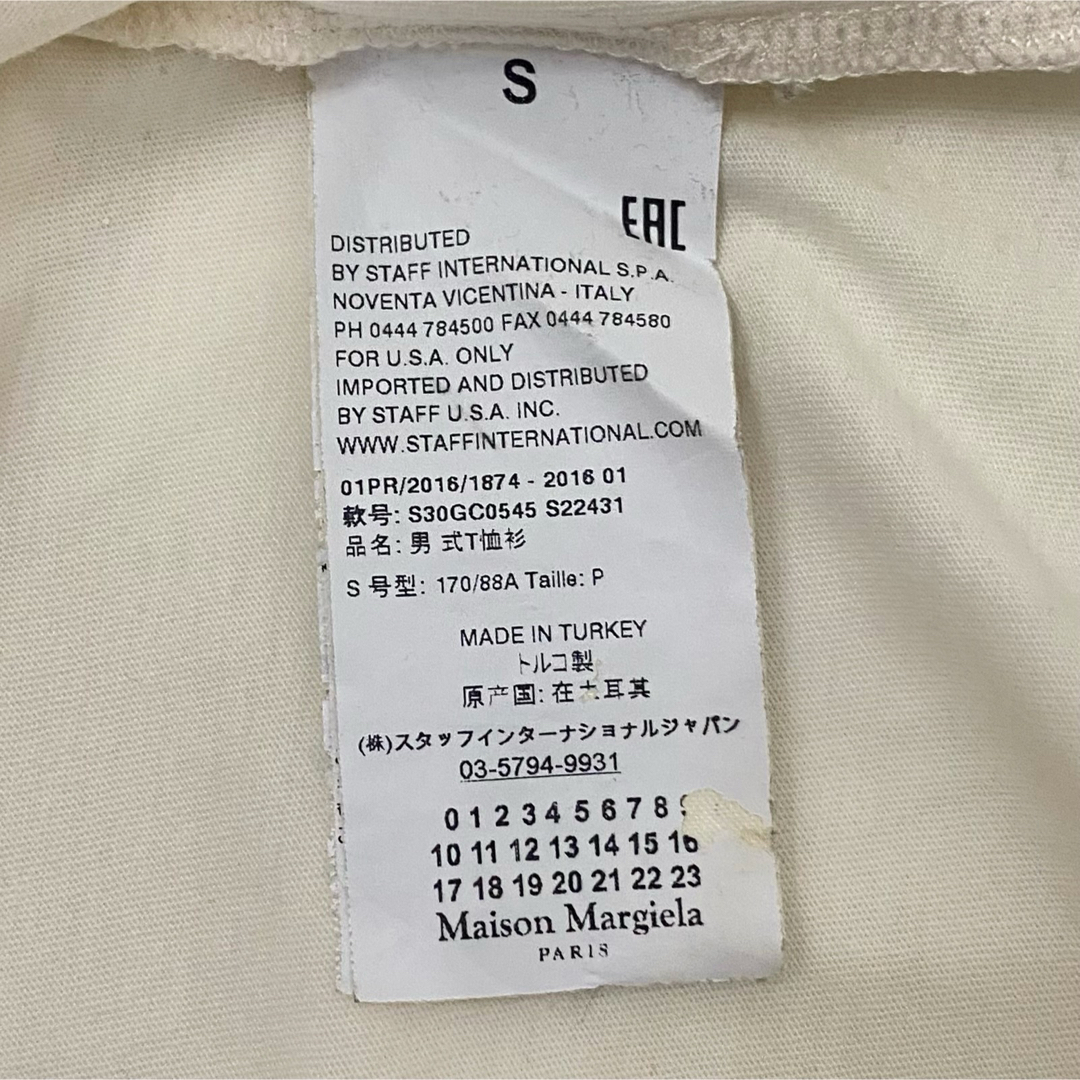 S
EAC
DISTRIBUTED
BY STAFF INTERNATIONAL S.P.A.
NOVENTA VICENTINA - ITALY
PH 0444 784500 FAX 0444 784580
FOR U.S.A. ONLY
IMPORTED AND DISTRIBUTED
BY STAFF U.S.A. INC.
WWW.STAFFINTERNATIONAL.COM
01PR/2016/1874 - 2016 01
款号: S30GC0545 S22431
品名: 男 式T恤衫
S 号型: 170/88A Taille: P
MADE IN TURKEY
トルコ製
原产国: 在土耳其
(株)スタッフインターナショナルジャパン
03-5794-9931
0 1 2 3 4 5 6 7 8
10 11 12 13 14 15 16
17 18 19 20 21 22 23
Maison Margiela
PARIS